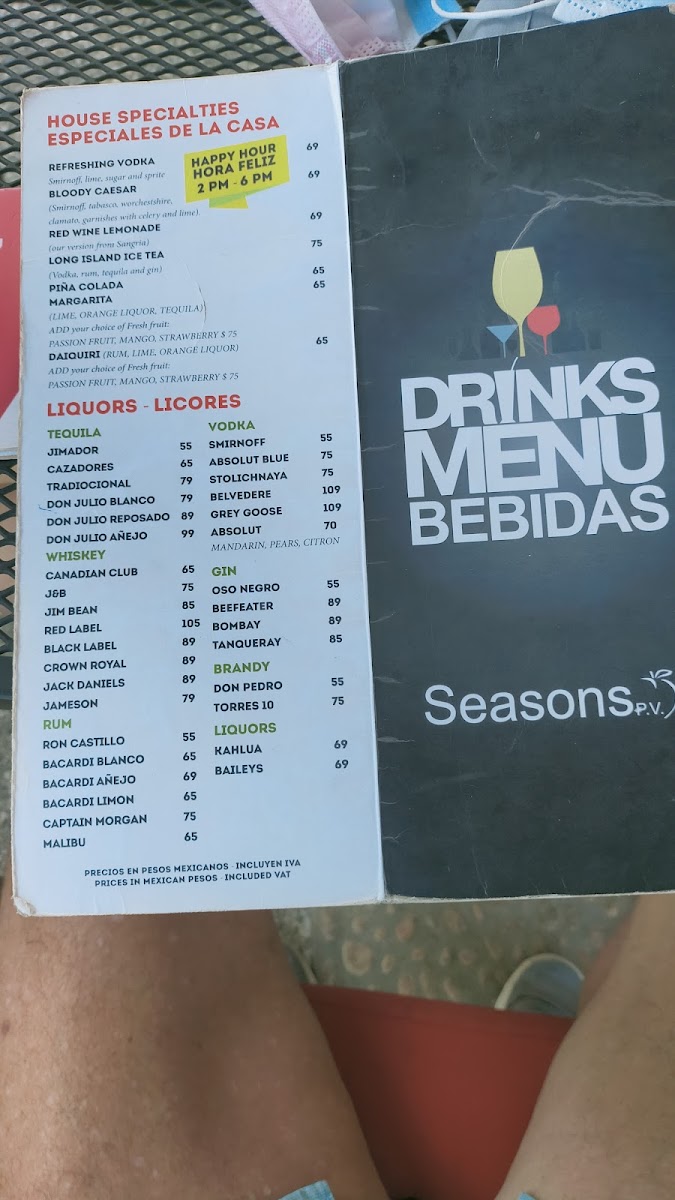 HOUSE SPECIALTIES
ESPECIALES DE LA CASA
HAPPY HOUR
HORA FELIZ
2 PM - 6 PM
REFRESHING VODKA 69
Smirnoff, lime, sugar and sprite
BLOODY CAESAR 69
(Smirnoff, tabasco, worchestshire,
clamato, garnishes with celery and lime).
RED WINE LEMONADE 69
(our version from Sangria)
LONG ISLAND ICE TEA 75
(Vodka, rum, tequila and gin)
PIÑA COLADA 65
MARGARITA 65
(LIME, ORANGE LIQUOR, TEQUILA)
ADD your choice of Fresh fruit:
PASSION FRUIT, MANGO, STRAWBERRY $ 75
DAIQUIRI (RUM, LIME, ORANGE LIQUOR) 65
ADD your choice of Fresh fruit:
PASSION FRUIT, MANGO, STRAWBERRY $ 75
LIQUORS - LICORES
TEQUILA
JIMADOR 55
CAZADORES 65
TRADIOCIONAL 79
DON JULIO BLANCO 79
DON JULIO REPOSADO 89
DON JULIO AÑEJO 99
WHISKEY
CANADIAN CLUB 65
J&B 75
JIM BEAN 85
RED LABEL 105
BLACK LABEL 89
CROWN ROYAL 89
JACK DANIELS 89
JAMESON 79
RUM
RON CASTILLO 55
BACARDI BLANCO 65
BACARDI AÑEJO 69
BACARDI LIMON 65
CAPTAIN MORGAN 75
MALIBU 65
VODKA
SMIRNOFF 55
ABSOLUT BLUE 75
STOLICHNAYA 75
BELVEDERE 109
GREY GOOSE 109
ABSOLUT 70
MANDARIN, PEARS, CITRON
GIN
OSO NEGRO 55
BEEFEATER 89
BOMBAY 89
TANQUERAY 85
BRANDY
DON PEDRO 55
TORRES 10 75
LIQUORS
KAHLUA 69
BAILEYS 69
PRECIOS EN PESOS MEXICANOS - INCLUYEN IVA
PRICES IN MEXICAN PESOS - INCLUDED VAT
DRINKS
MENU
BEBIDAS
Seasons P.V.